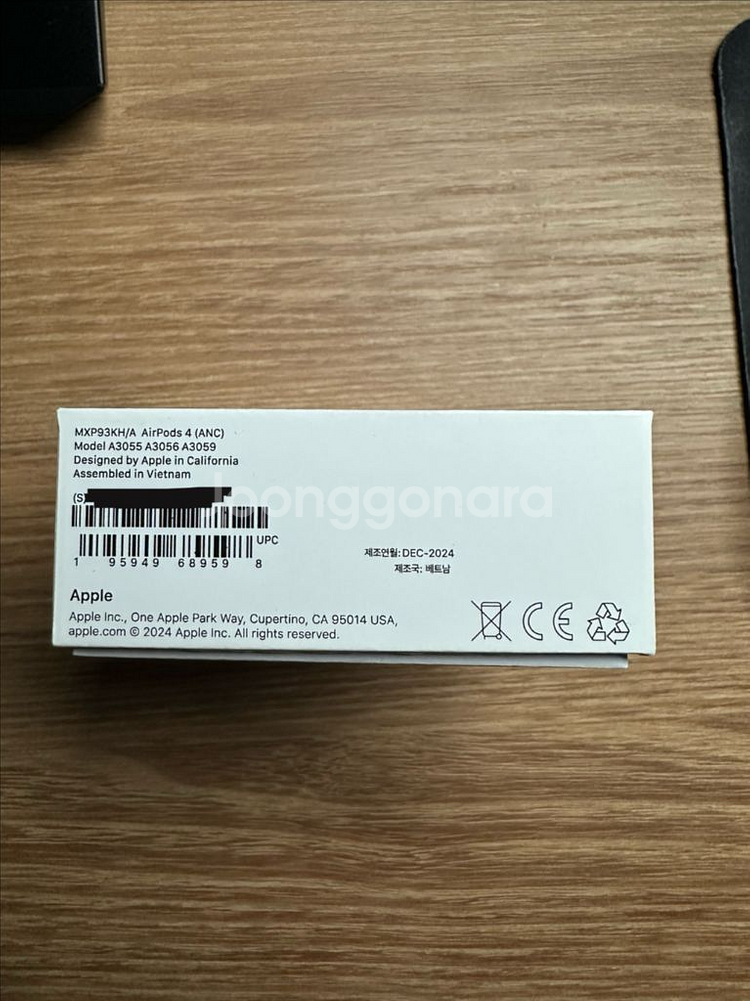 MXP93KH/A AirPods 4 (ANC)
Model A3055 A3056 A3059
Designed by Apple in California
Assembled in Vietnam
(S)
joonggonara
UPC
1 95949 68959 8
제조연월: DEC-2024
제조국: 베트남
Apple
Apple Inc., One Apple Park Way, Cupertino, CA 95014 USA,
apple.com © 2024 Apple Inc. All rights reserved.
CE